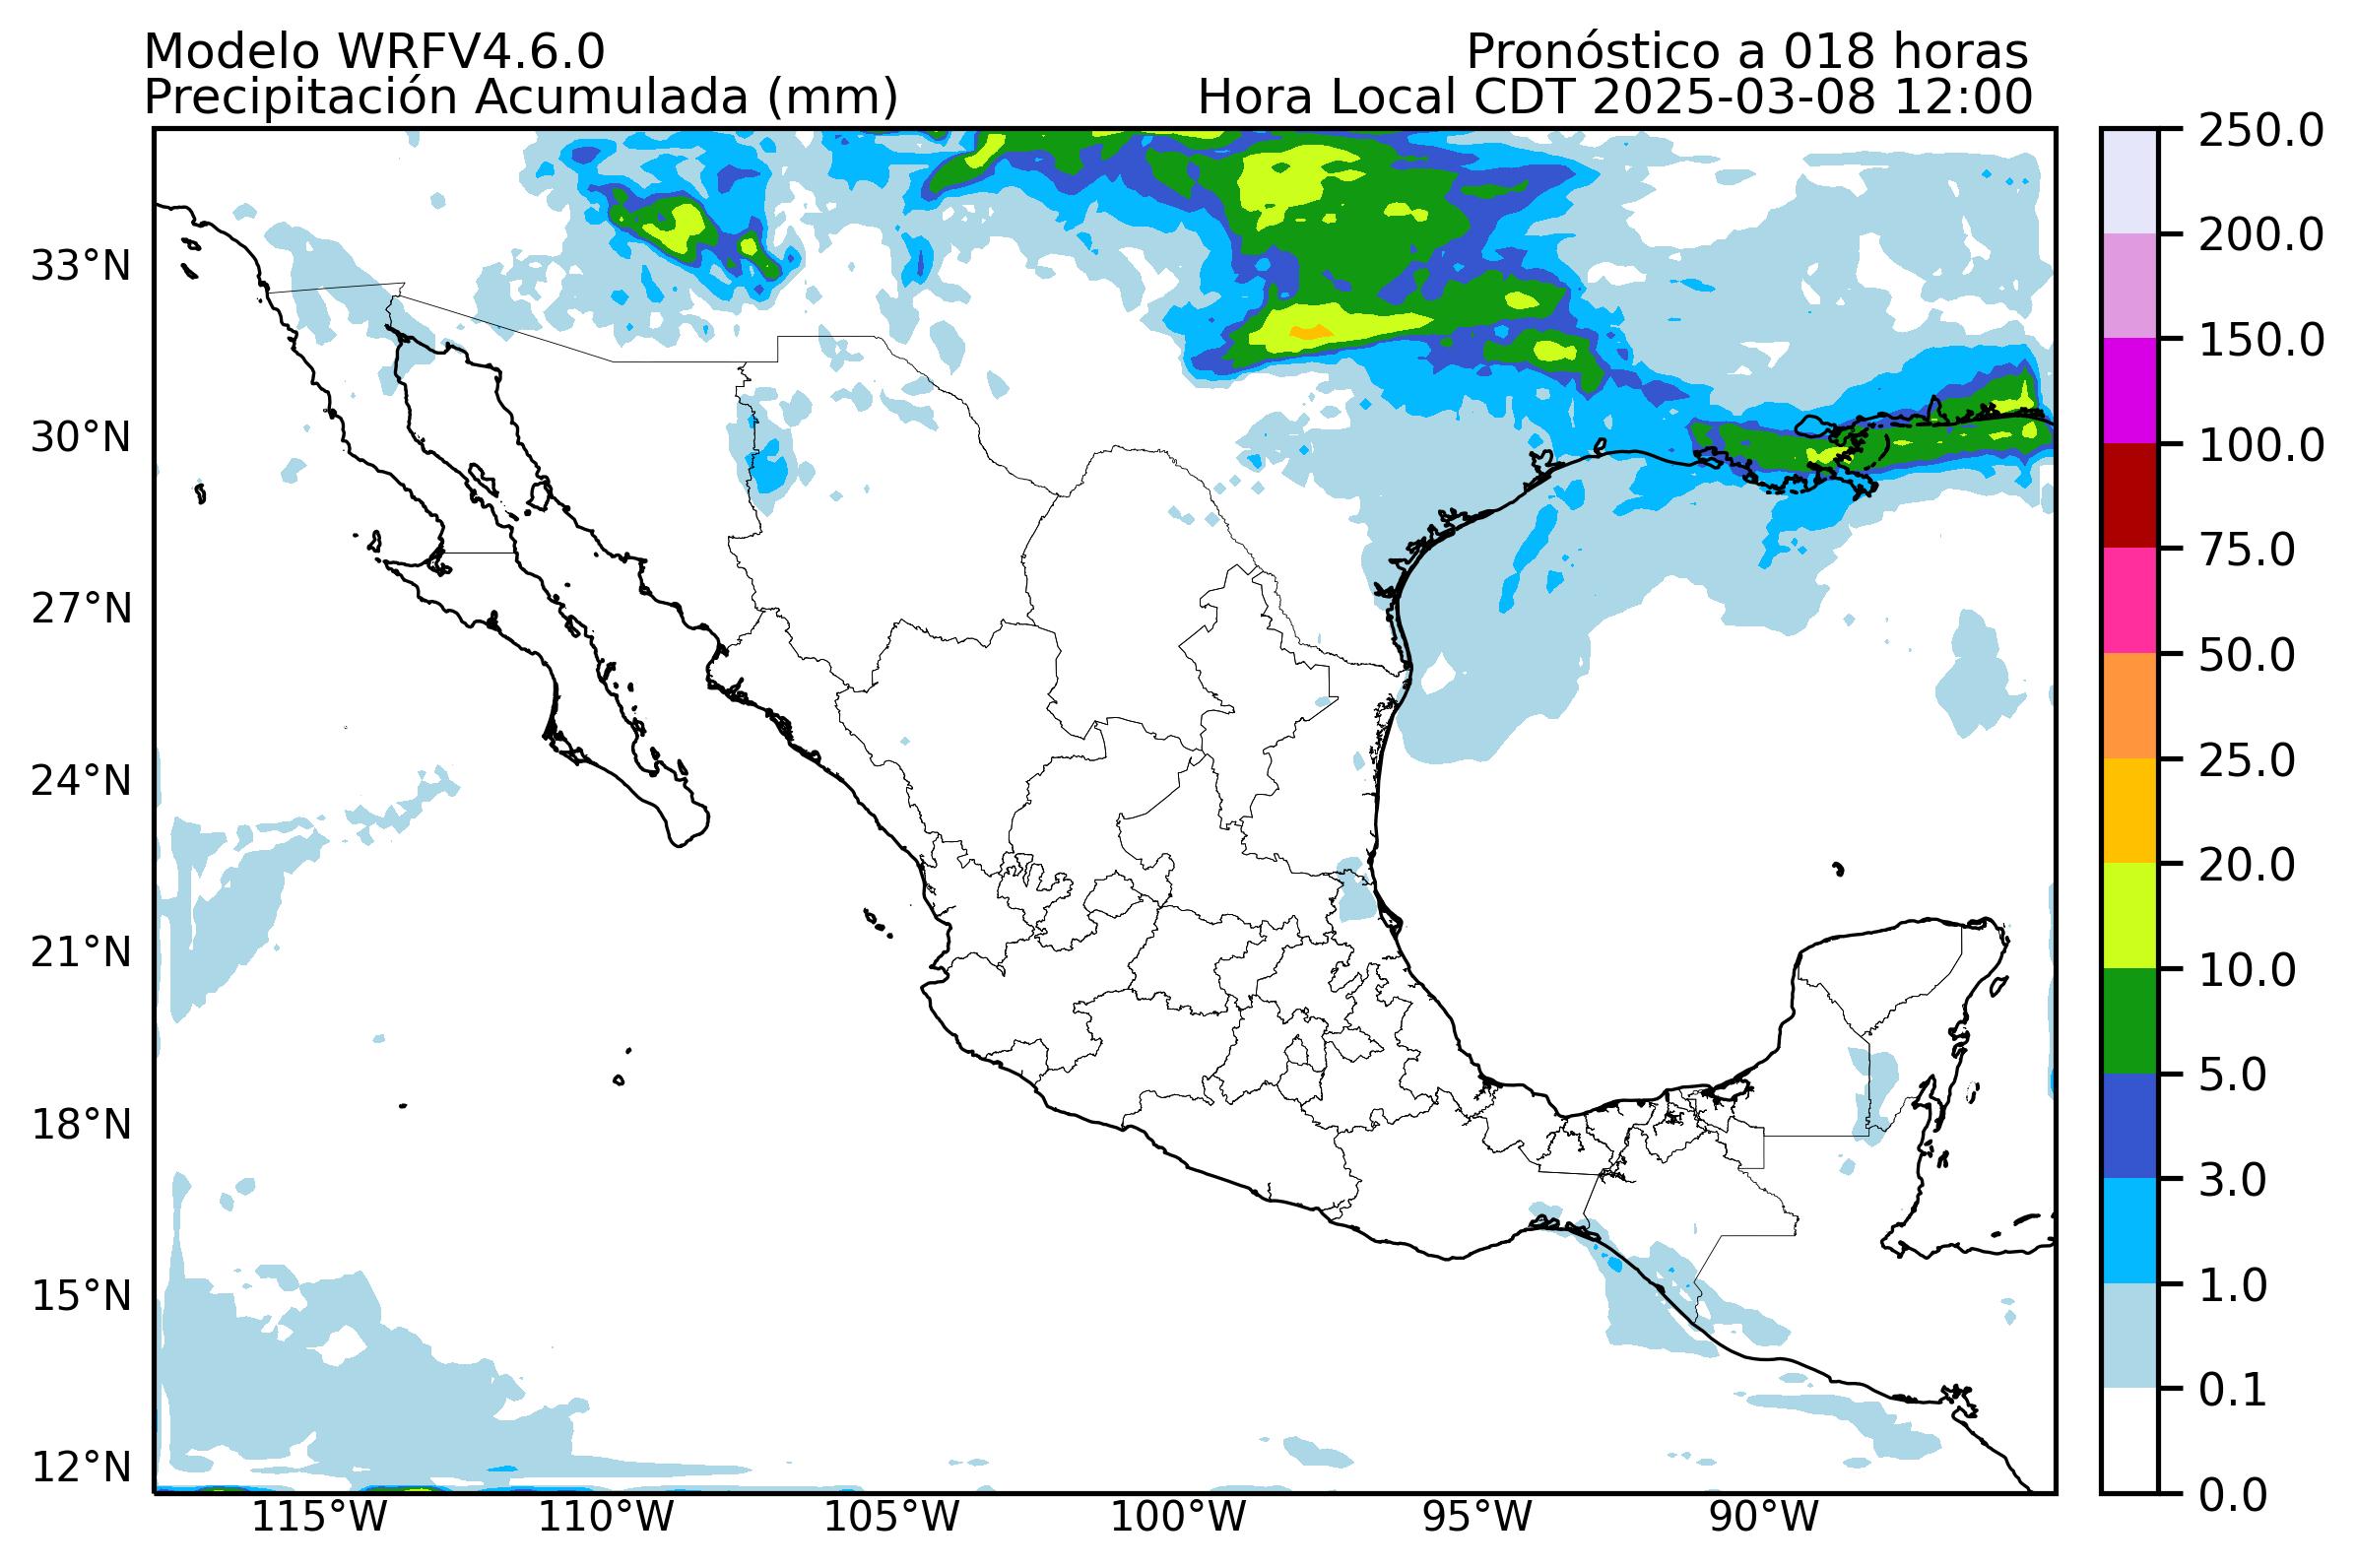 Modelo WRFV4.6.0
Pronóstico a 018 horas
Precipitación Acumulada (mm)
Hora Local CDT 2025-03-08 12:00
33°N
30°N
27°N
24°N
21°N
18°N
15°N
12°N
115°W
110°W
105°W
100°W
95°W
90°W
250.0
200.0
150.0
100.0
75.0
50.0
25.0
20.0
10.0
5.0
3.0
1.0
0.1
0.0